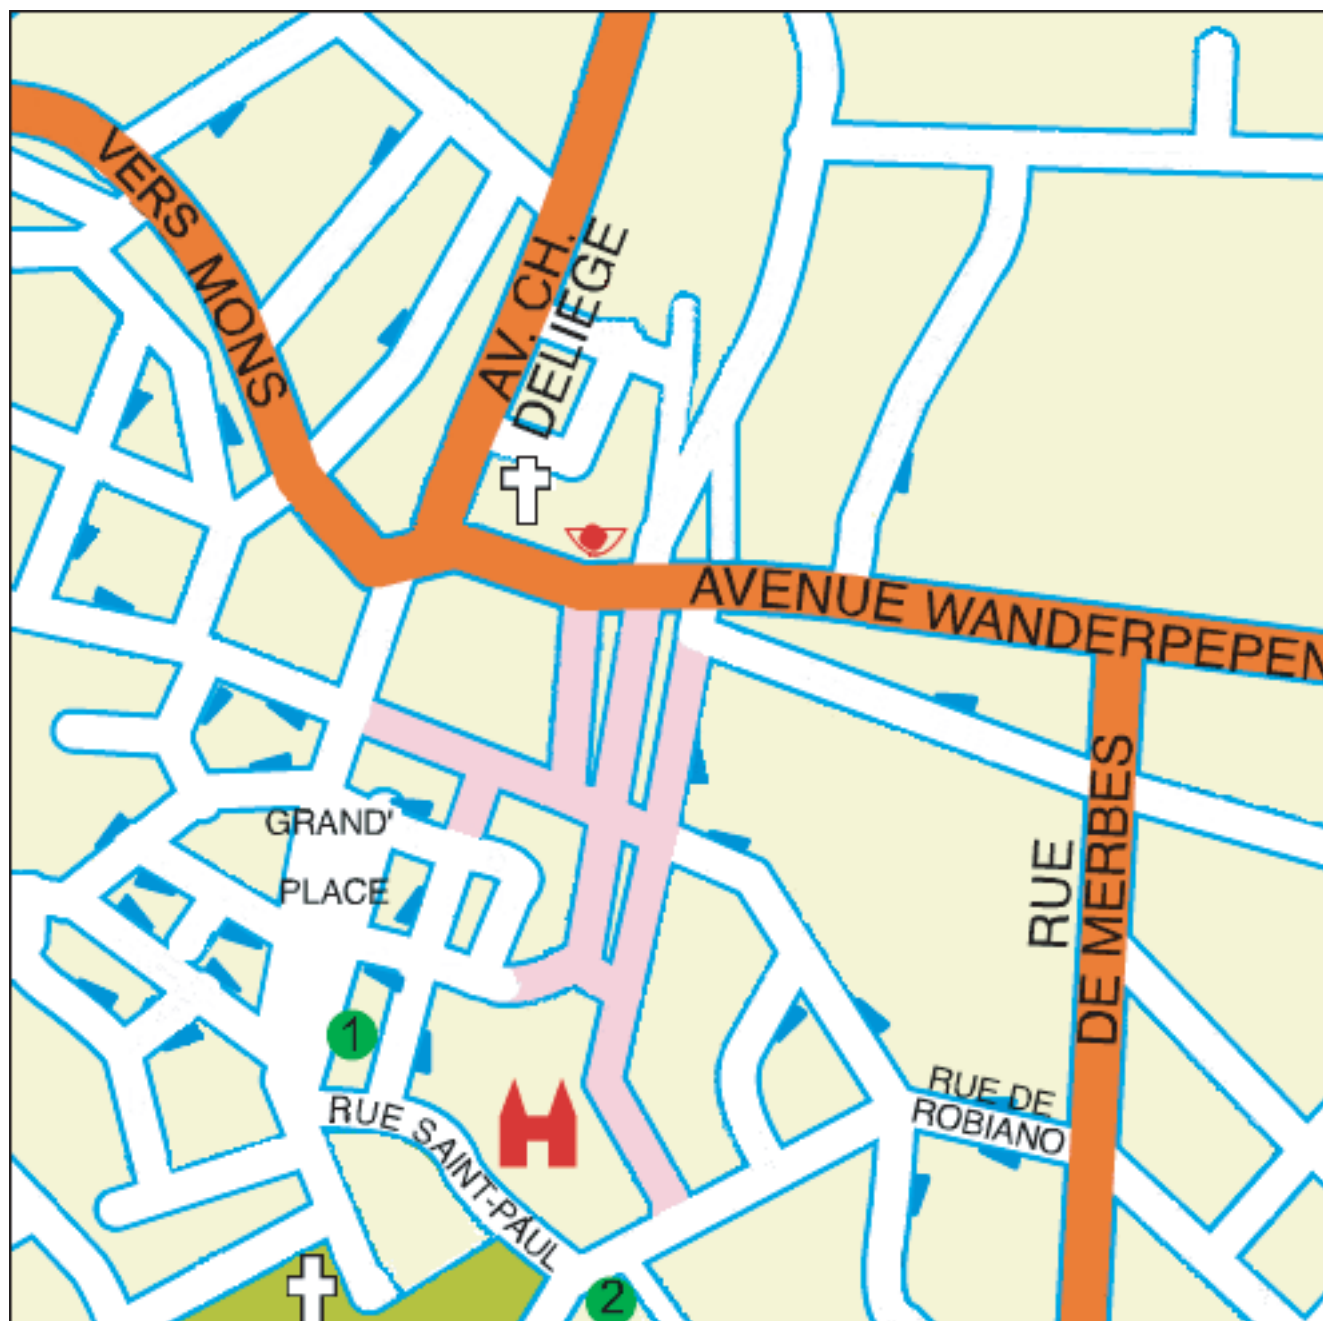 VERS MONS
AV. CH.
DELIEGE
AVENUE WANDERPEPEN
GRAND'
PLACE
RUE
DE MERBES
1
RUE DE
ROBIANO
RUE SAINT-PÁUL
2